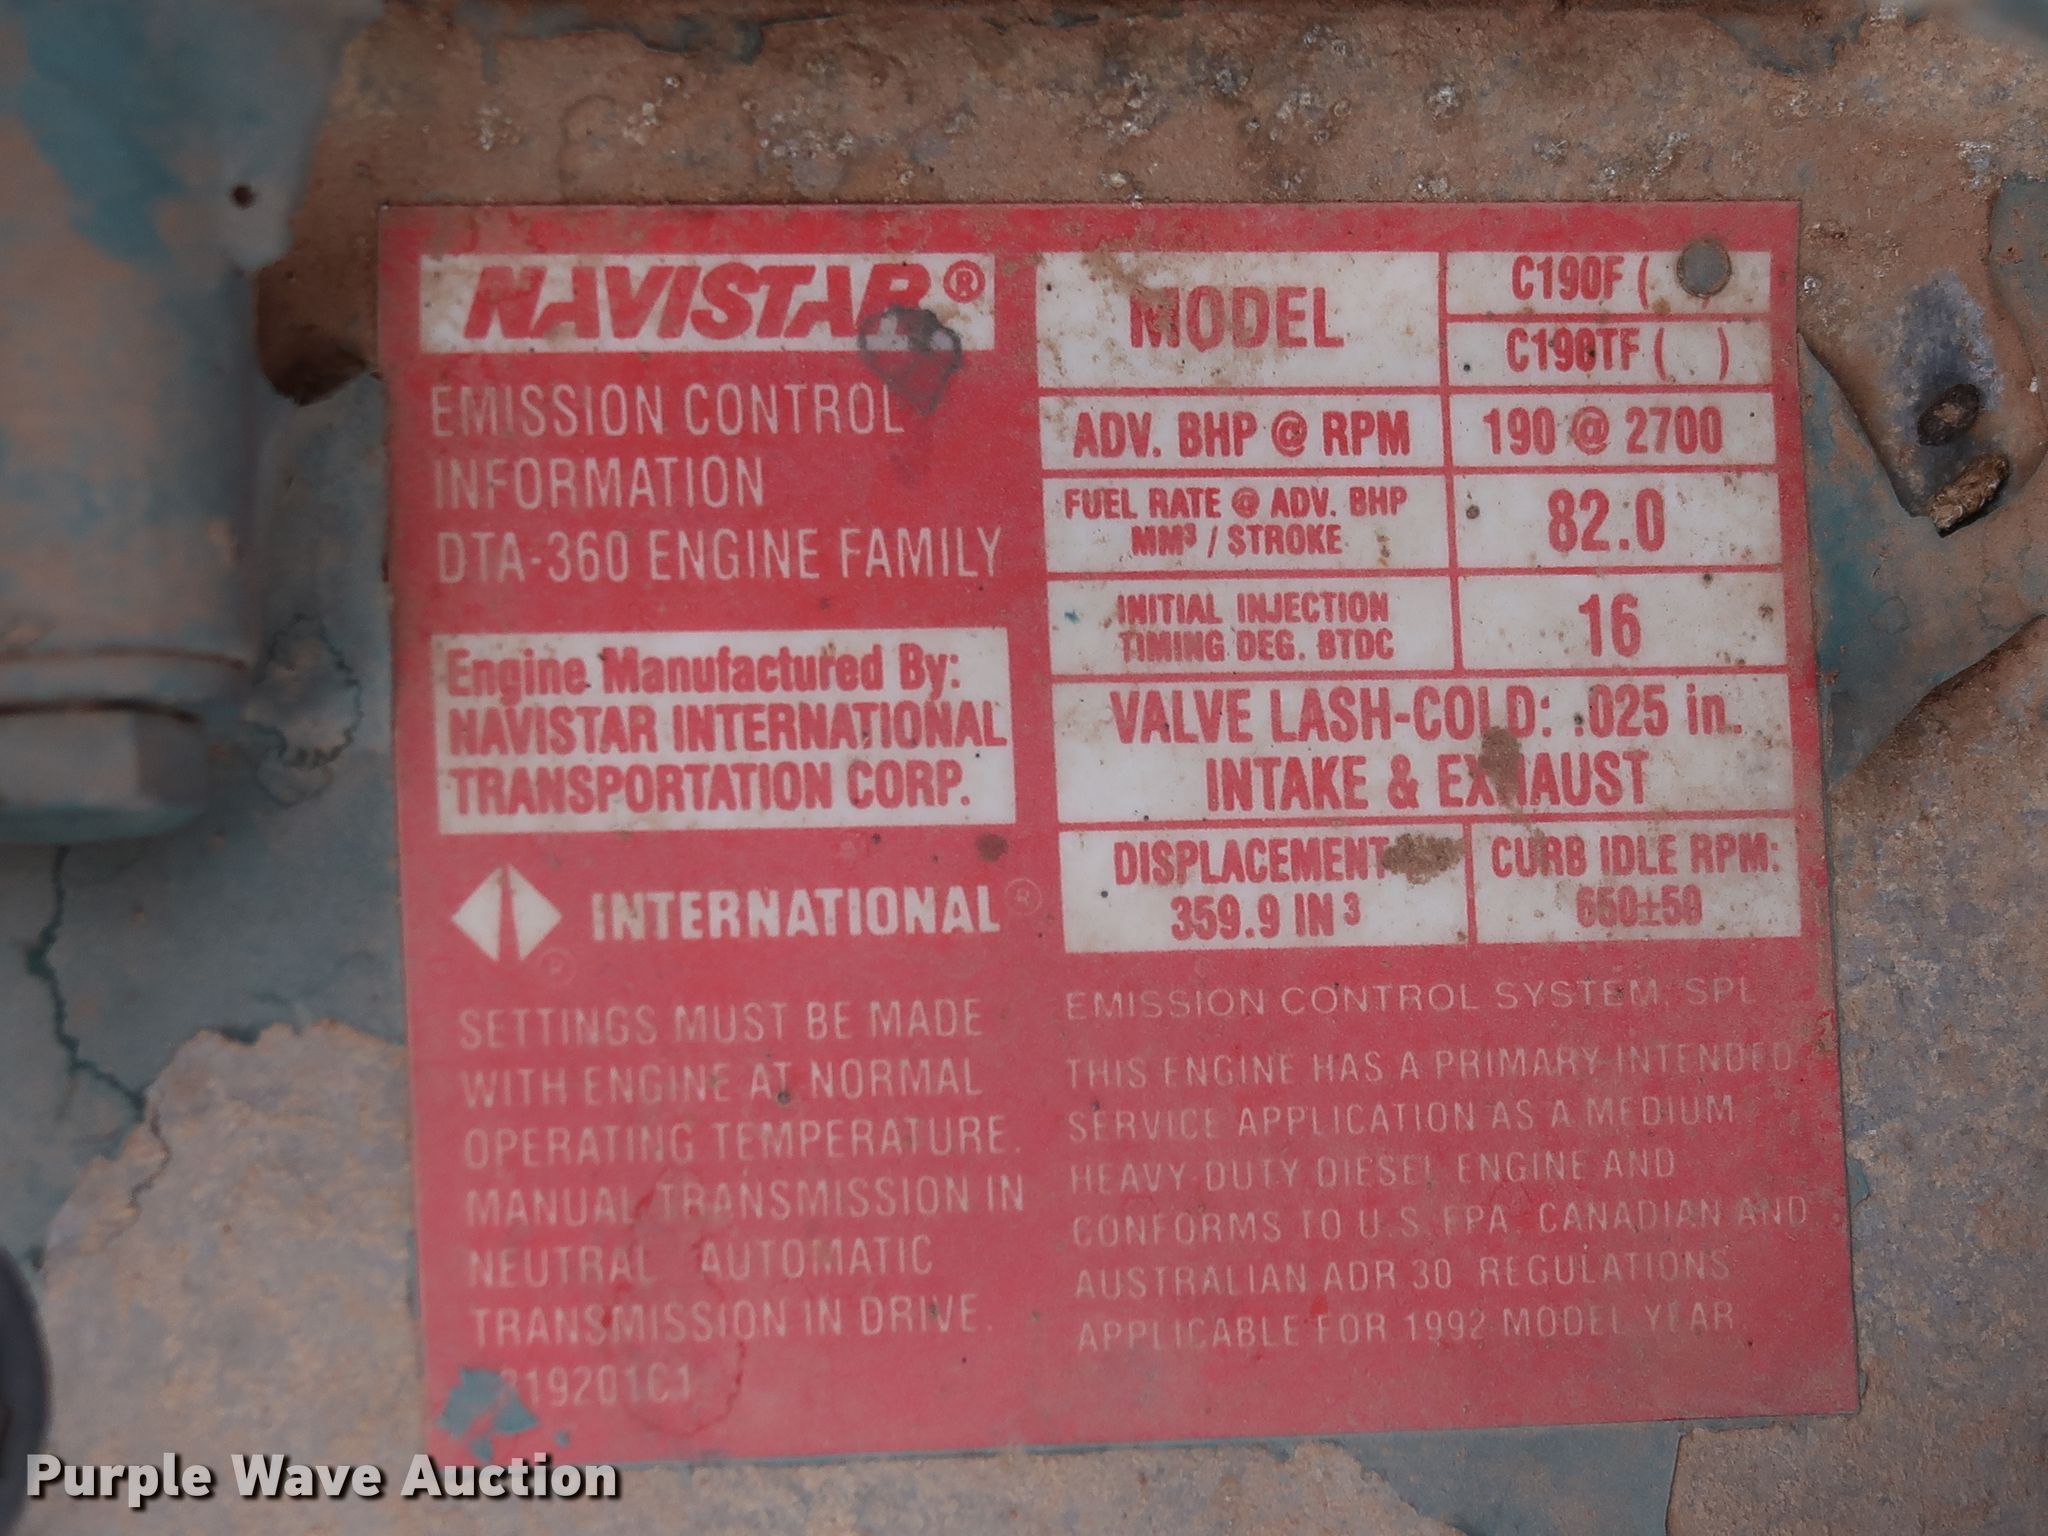 NAVISTAR®
EMISSION CONTROL
INFORMATION
DTA-360 ENGINE FAMILY
Engine Manufactured By:
NAVISTAR INTERNATIONAL
TRANSPORTATION CORP.
INTERNATIONAL ®
®
SETTINGS MUST BE MADE
WITH ENGINE AT NORMAL
OPERATING TEMPERATURE.
MANUAL TRANSMISSION IN
NEUTRAL AUTOMATIC
TRANSMISSION IN DRIVE.
MODEL
C190F (
C190TF ( )
ADV. BHP @ RPM
190 @ 2700
FUEL RATE @ ADV. BHP
MM³ / STROKE
82.0
INITIAL INJECTION
TIMING DEG. BTDC
16
VALVE LASH-COLD: .025 in.
INTAKE & EXHAUST
DISPLACEMENT
359.9 IN³
CURB IDLE RPM:
650±50
EMISSION CONTROL SYSTEM, SPL
THIS ENGINE HAS A PRIMARY INTENDED
SERVICE APPLICATION AS A MEDIUM
HEAVY-DUTY DIESEL ENGINE AND
CONFORMS TO U.S. EPA, CANADIAN AND
AUSTRALIAN ADR 30 REGULATIONS
APPLICABLE FOR 1992 MODEL YEAR.
Purple Wave Auction